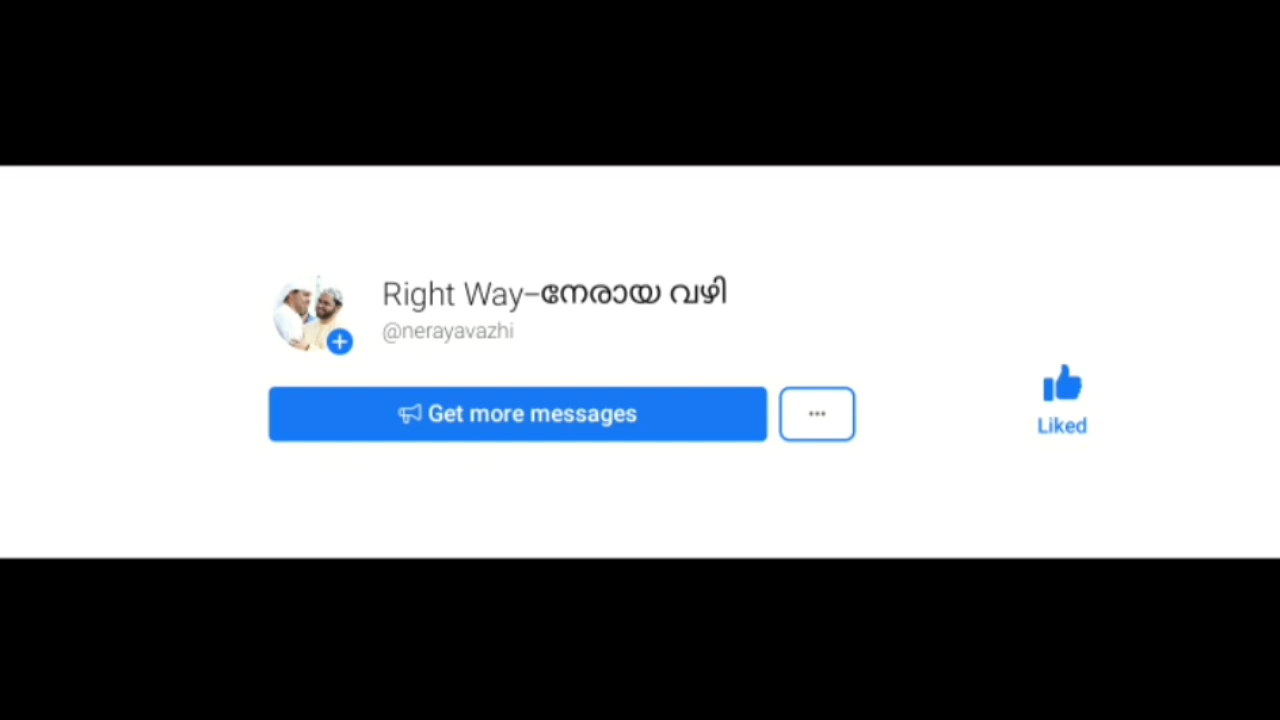 Right Way-നേരായ വഴി
@nerayavazhi
Get more messages
...
Liked